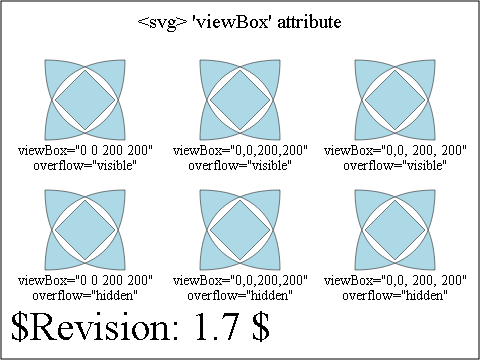 <svg> 'viewBox' attribute
viewBox="0 0 200 200" viewBox="0,0,200,200" viewBox="0,0, 200, 200"
overflow="visible" overflow="visible" overflow="visible"
viewBox="0 0 200 200" viewBox="0,0,200,200" viewBox="0,0, 200, 200"
overflow="hidden" overflow="hidden" overflow="hidden"
$Revision: 1.7 $